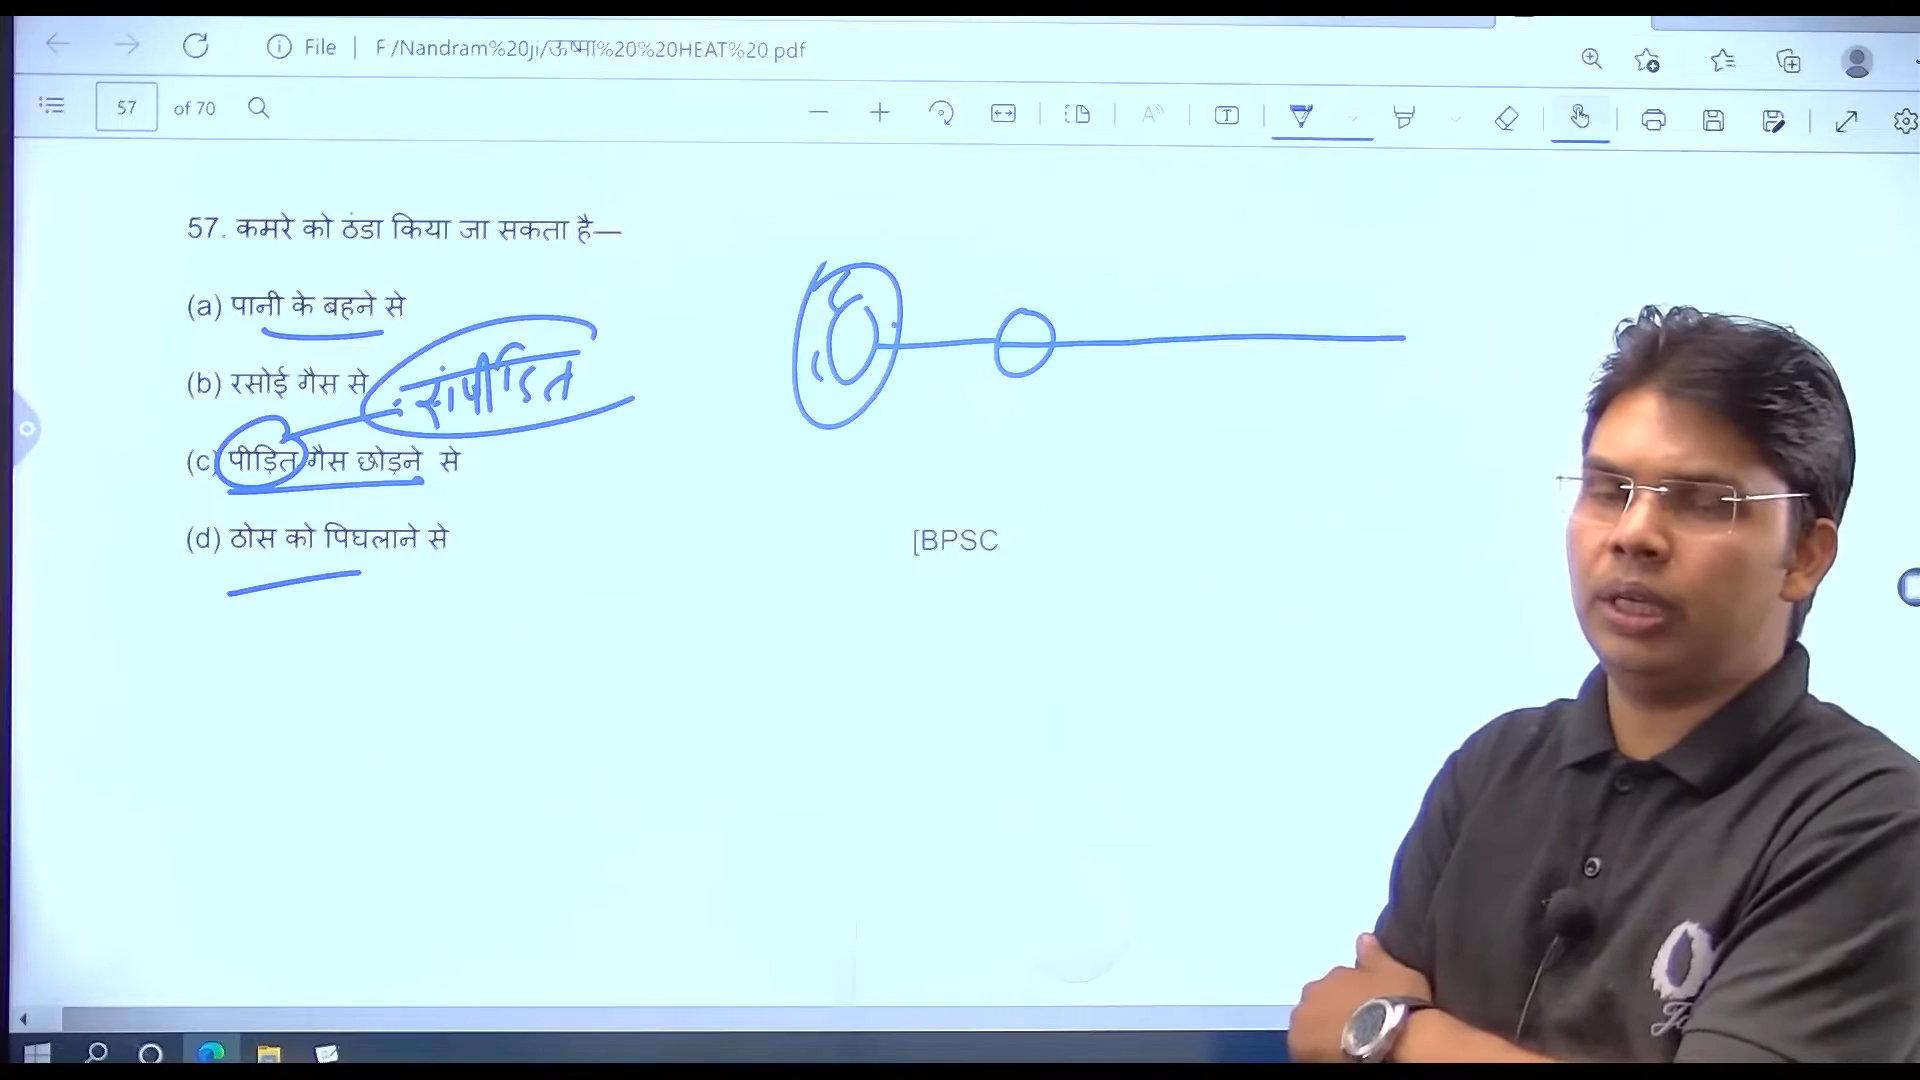 File | F:/Nandram%20ji/ऊष्मा%20%20HEAT%20.pdf
57 of 70
57. कमरे को ठंडा किया जा सकता है—
(a) पानी के बहने से
(b) रसोई गैस से
संपीडित
(c) पीड़ित गैस छोड़ने से
(d) ठोस को पिघलाने से
[BPSC